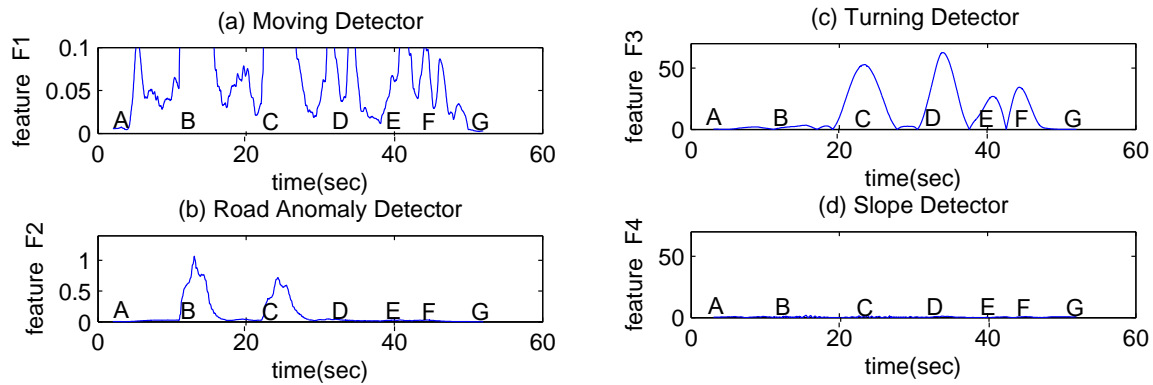 (a) Moving Detector
feature F1
0.1
0.05
0
A B C D E F G
0 20 40 60
time(sec)
(b) Road Anomaly Detector
feature F2
1
0.5
0
A B C D E F G
0 20 40 60
time(sec)
(c) Turning Detector
feature F3
50
0
A B C D E F G
0 20 40 60
time(sec)
(d) Slope Detector
feature F4
50
0
A B C D E F G
0 20 40 60
time(sec)